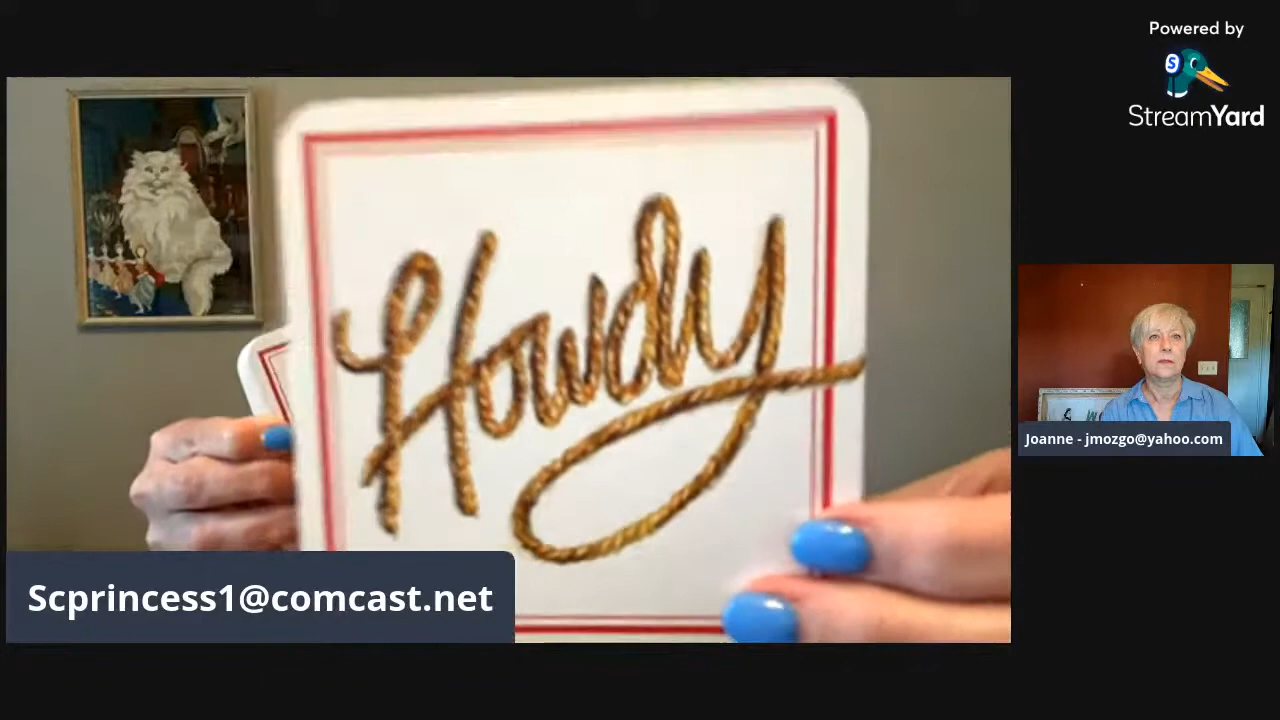 Powered by
StreamYard
Howdy
Joanne - jmozgo@yahoo.com
Scprincess1@comcast.net